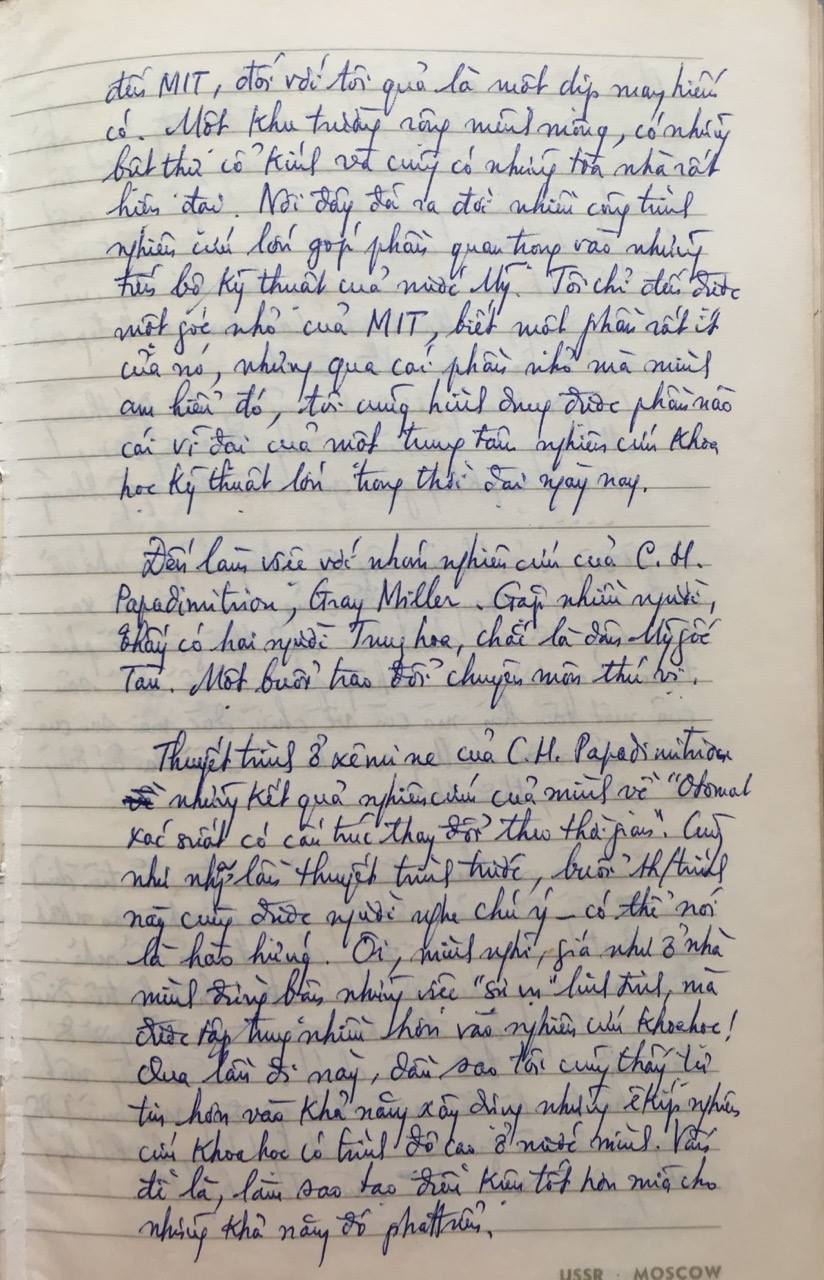 đến MIT, đối với tôi quả là một dịp may hiếm
có. Một khu trường rộng mênh mông, có những
bức thư cổ kính và cũng có những toà nhà rất
hiện đại. Nơi đây đã ra đời nhiều công trình
nghiên cứu lớn góp phần quan trọng vào những
tiến bộ kỹ thuật của nước Mỹ. Tôi chỉ đến được
một góc nhỏ của MIT, biết một phần rất ít
của nó, nhưng qua cái phần nhỏ mà mình
am hiểu đó, tôi cũng hình dung được phần nào
cái vĩ đại của một trung tâm nghiên cứu khoa
học kỹ thuật lớn trong thời đại ngày nay.
Đến làm việc với nhóm nghiên cứu của C. H.
Papadimitriou, Gray Miller. Gặp nhiều người,
thấy có hai người Trung hoa, chắc là dân Mỹ gốc
Tàu. Một buổi trao đổi chuyên môn thú vị.
Thuyết trình ở xêmine của C.H. Papadimitriou
những kết quả nghiên cứu của mình về "Otomat
xác suất có cấu trúc thay đổi theo thời gian". Cũng
như những lần thuyết trình trước, buổi th/trình
này cũng được người nghe chú ý - có thể nói
là hào hứng. Ôi, mình nghĩ, giá như ở nhà
mình đừng bận những việc "sự vụ" linh tinh, mà
được tập trung nhiều hơn vào nghiên cứu khoa học!
Qua lần đi này, dẫu sao tôi cũng thấy tự
tin hơn vào khả năng xây dựng những êkip nghiên
cứu khoa học có trình độ cao ở nước mình. Vấn
đề là, làm sao tạo điều kiện tốt hơn nữa cho
những khả năng đó phát triển.
USSR · MOSCOW